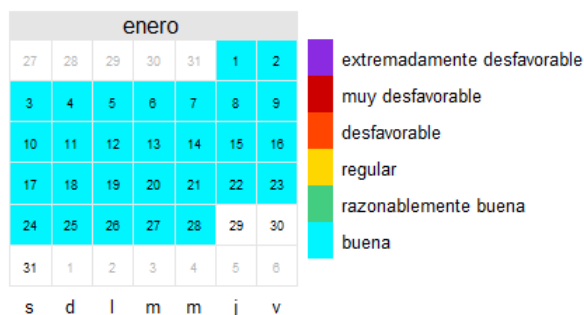 enero
27 28 29 30 31 1 2
3 4 5 6 7 8 9
10 11 12 13 14 15 16
17 18 19 20 21 22 23
24 25 26 27 28 29 30
31 1 2 3 4 5 6
s d l m m j v
extremadamente desfavorable
muy desfavorable
desfavorable
regular
razonablemente buena
buena